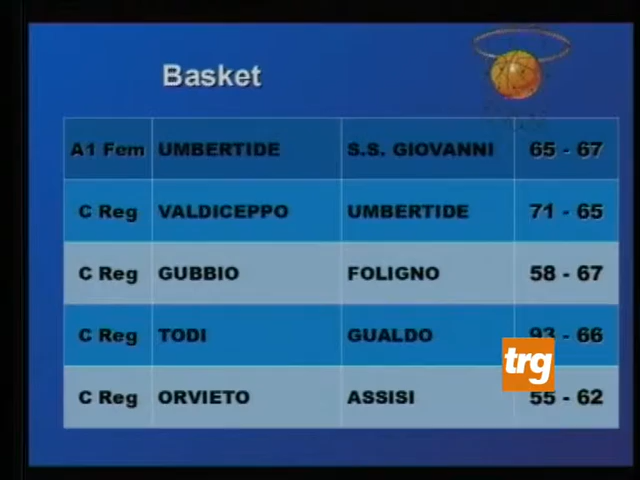 Basket
A1 Fem UMBERTIDE S.S. GIOVANNI 65 - 67
C Reg VALDICEPPO UMBERTIDE 71 - 65
C Reg GUBBIO FOLIGNO 58 - 67
C Reg TODI GUALDO 93 - 66
trg
C Reg ORVIETO ASSISI 55 - 62